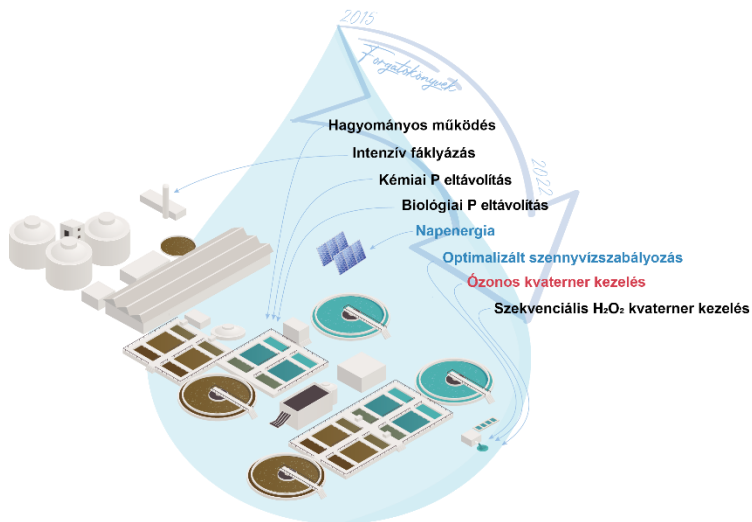 2015
Forgatókönyvek
Hagyományos működés
Intenzív fáklyázás
Kémiai P eltávolítás
Biológiai P eltávolítás
2022
Napenergia
Optimalizált szennyvízszabályozás
Ózonos kvaterner kezelés
Szekvenciális H₂O₂ kvaterner kezelés